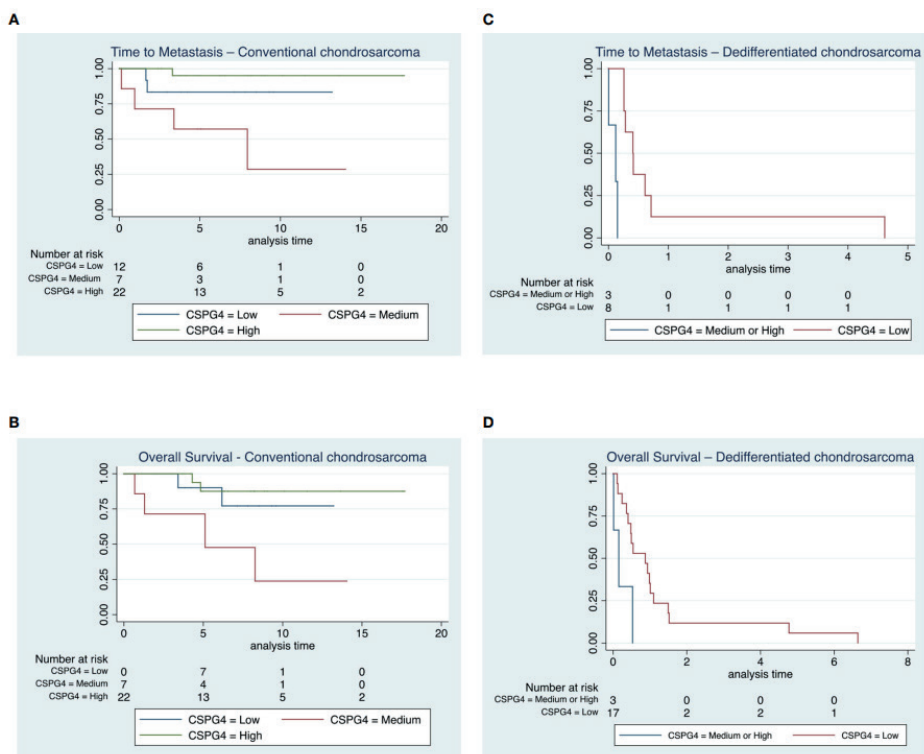 A
Time to Metastasis – Conventional chondrosarcoma
1.00
0.75
0.50
0.25
0.00
0 5 10 15 20
analysis time
Number at risk
CSPG4 = Low 12 6 1 0
CSPG4 = Medium 7 3 1 0
CSPG4 = High 22 13 5 2
CSPG4 = Low CSPG4 = Medium
CSPG4 = High
C
Time to Metastasis – Dedifferentiated chondrosarcoma
1.00
0.75
0.50
0.25
0.00
0 1 2 3 4 5
analysis time
Number at risk
CSPG4 = Medium or High 3 0 0 0 0
CSPG4 = Low 8 1 1 1 1
CSPG4 = Medium or High CSPG4 = Low
B
Overall Survival - Conventional chondrosarcoma
1.00
0.75
0.50
0.25
0.00
0 5 10 15 20
analysis time
Number at risk
CSPG4 = Low 0 7 1 0
CSPG4 = Medium 7 4 1 0
CSPG4 = High 22 13 5 2
CSPG4 = Low CSPG4 = Medium
CSPG4 = High
D
Overall Survival – Dedifferentiated chondrosarcoma
1.00
0.75
0.50
0.25
0.00
0 2 4 6 8
analysis time
Number at risk
CSPG4 = Medium or High 3 0 0 0
CSPG4 = Low 17 2 2 1
CSPG4 = Medium or High CSPG4 = Low